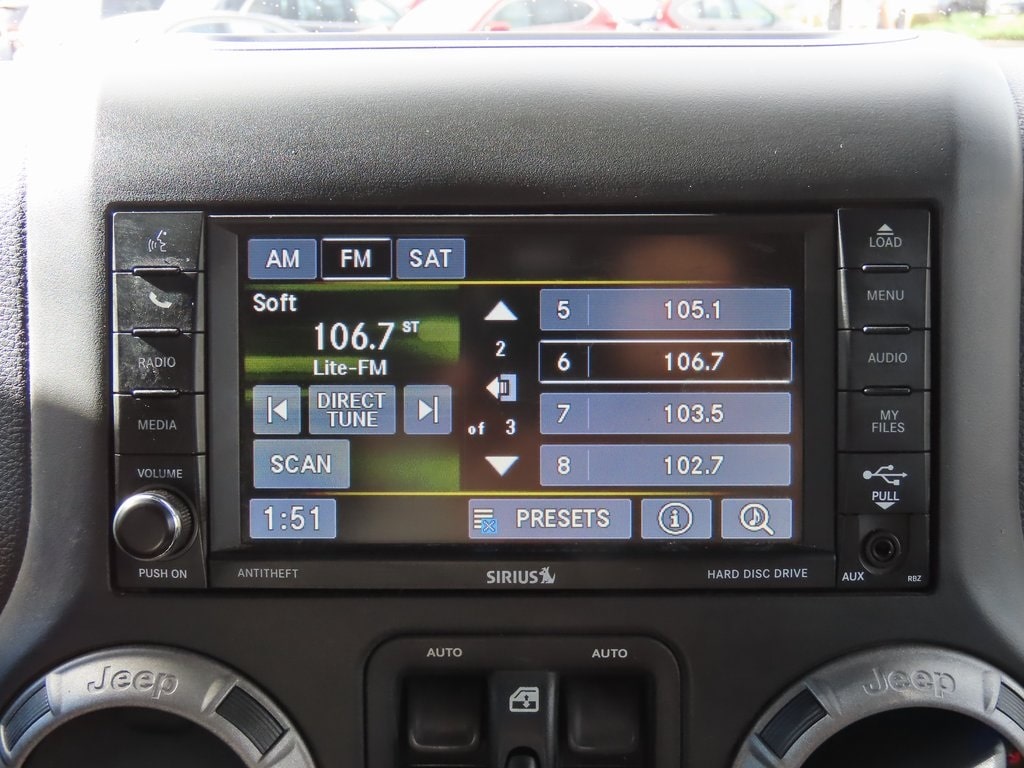 AM FM SAT
Soft
106.7 ST
Lite-FM
DIRECT
TUNE
SCAN
1:51
2
of 3
5 105.1
6 106.7
7 103.5
8 102.7
PRESETS
i
RADIO
MEDIA
VOLUME
PUSH ON
LOAD
MENU
AUDIO
MY
FILES
PULL
AUX
RBZ
ANTITHEFT
SIRIUS
HARD DISC DRIVE
AUTO AUTO
Jeep Jeep